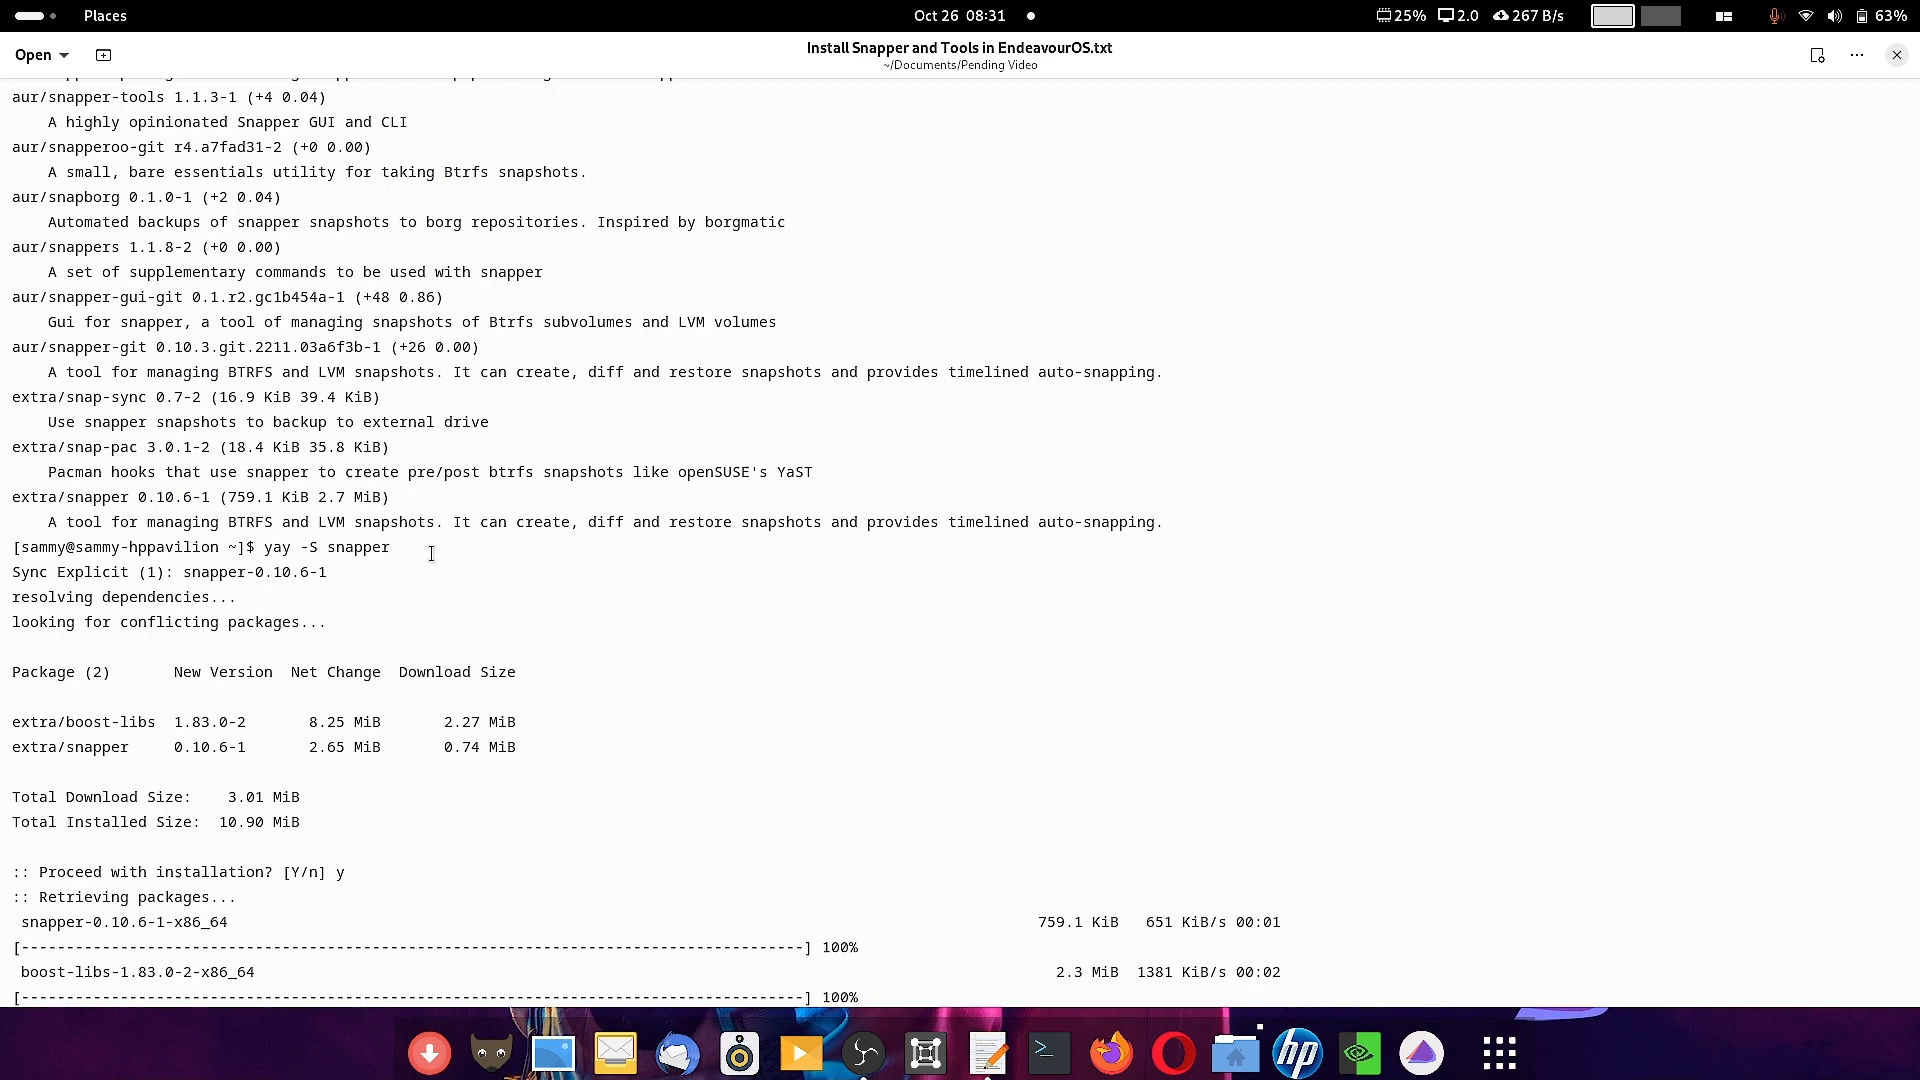 Places
Oct 26 08:31
25% 2.0 267 B/s
63%
Open
Install Snapper and Tools in EndeavourOS.txt
~/Documents/Pending Video
aur/snapper-tools 1.1.3-1 (+4 0.04)
A highly opinionated Snapper GUI and CLI
aur/snapperoo-git r4.a7fad31-2 (+0 0.00)
A small, bare essentials utility for taking Btrfs snapshots.
aur/snapborg 0.1.0-1 (+2 0.04)
Automated backups of snapper snapshots to borg repositories. Inspired by borgmatic
aur/snappers 1.1.8-2 (+0 0.00)
A set of supplementary commands to be used with snapper
aur/snapper-gui-git 0.1.r2.gc1b454a-1 (+48 0.86)
Gui for snapper, a tool of managing snapshots of Btrfs subvolumes and LVM volumes
aur/snapper-git 0.10.3.git.2211.03a6f3b-1 (+26 0.00)
A tool for managing BTRFS and LVM snapshots. It can create, diff and restore snapshots and provides timelined auto-snapping.
extra/snap-sync 0.7-2 (16.9 KiB 39.4 KiB)
Use snapper snapshots to backup to external drive
extra/snap-pac 3.0.1-2 (18.4 KiB 35.8 KiB)
Pacman hooks that use snapper to create pre/post btrfs snapshots like openSUSE's YaST
extra/snapper 0.10.6-1 (759.1 KiB 2.7 MiB)
A tool for managing BTRFS and LVM snapshots. It can create, diff and restore snapshots and provides timelined auto-snapping.
[sammy@sammy-hppavilion ~]$ yay -S snapper
Sync Explicit (1): snapper-0.10.6-1
resolving dependencies...
looking for conflicting packages...
Package (2) New Version Net Change Download Size
extra/boost-libs 1.83.0-2 8.25 MiB 2.27 MiB
extra/snapper 0.10.6-1 2.65 MiB 0.74 MiB
Total Download Size: 3.01 MiB
Total Installed Size: 10.90 MiB
:: Proceed with installation? [Y/n] y
:: Retrieving packages...
snapper-0.10.6-1-x86_64 759.1 KiB 651 KiB/s 00:01
[---------------------------------------------------------------------------------------] 100%
boost-libs-1.83.0-2-x86_64 2.3 MiB 1381 KiB/s 00:02
[---------------------------------------------------------------------------------------] 100%
hp